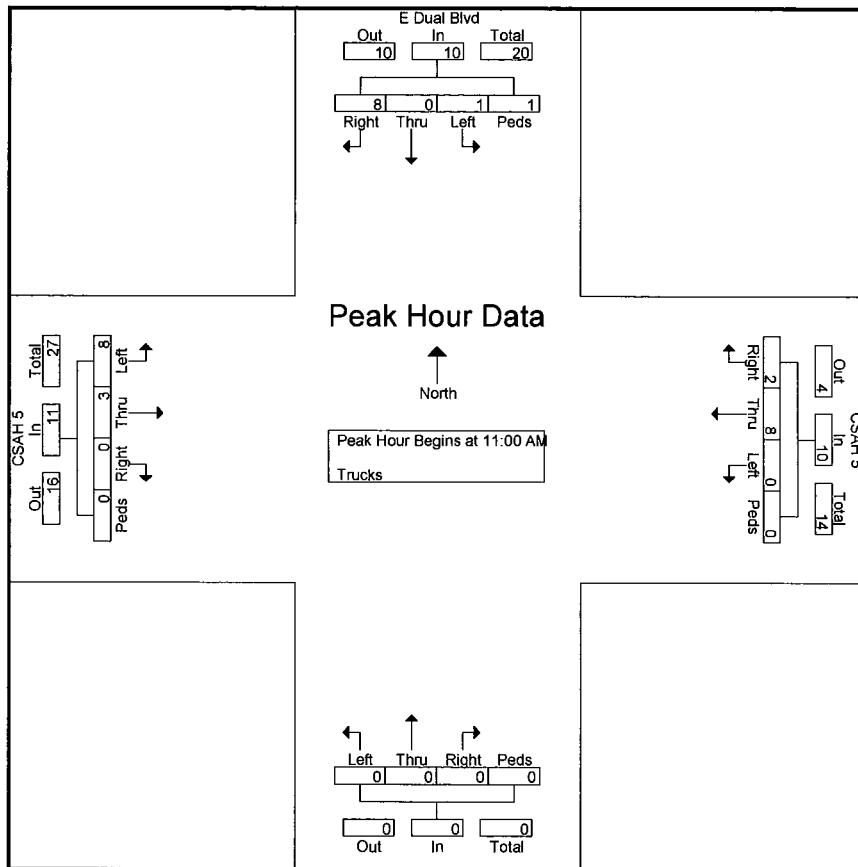 E Dual Blvd
Out In Total
10 10 20
8 0 1 1
Right Thru Left Peds
Peak Hour Data
North
Peak Hour Begins at 11:00 AM
Trucks
CSAH 5
Total In Out
27 11 16
8 3 0 0
Left Thru Right Peds
Right Thru Left Peds
2 8 0 0
Out In Total
4 10 14
CSAH 5
Left Thru Right Peds
0 0 0 0
0 0 0
Out In Total